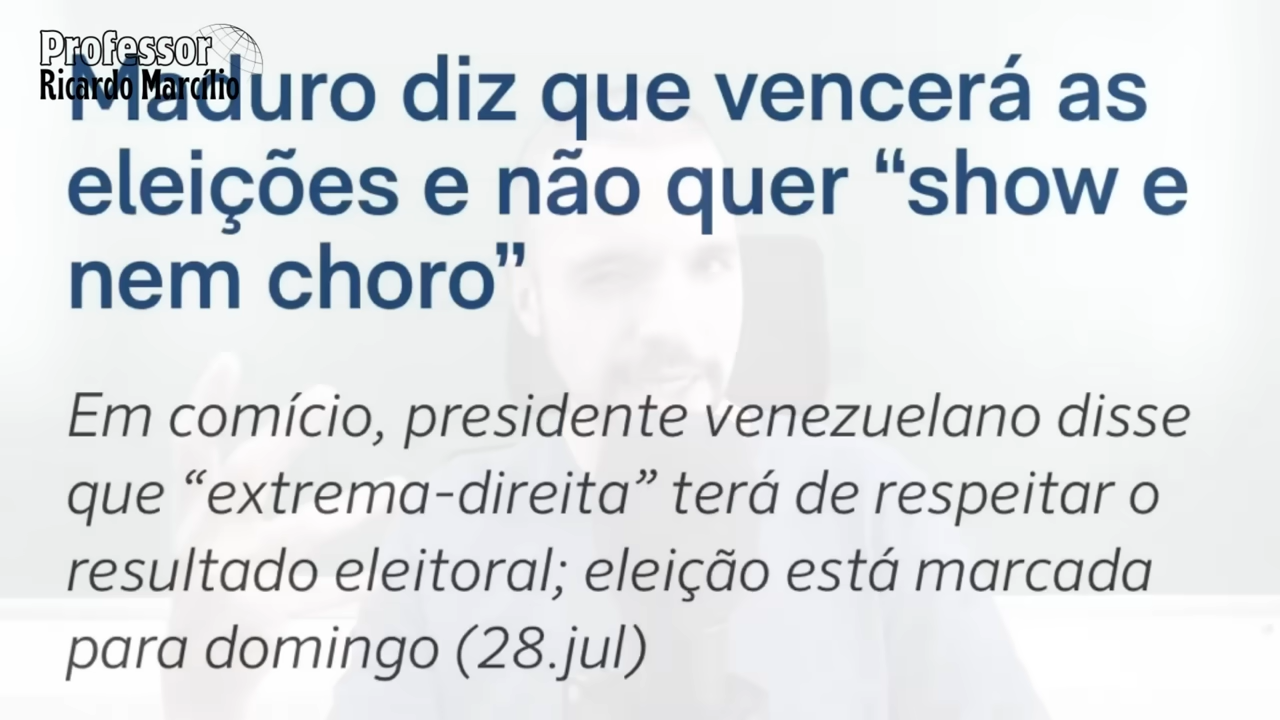 Professor
Ricardo Marcílio
Maduro diz que vencerá as
eleições e não quer “show e
nem choro”
Em comício, presidente venezuelano disse
que “extrema-direita” terá de respeitar o
resultado eleitoral; eleição está marcada
para domingo (28.jul)